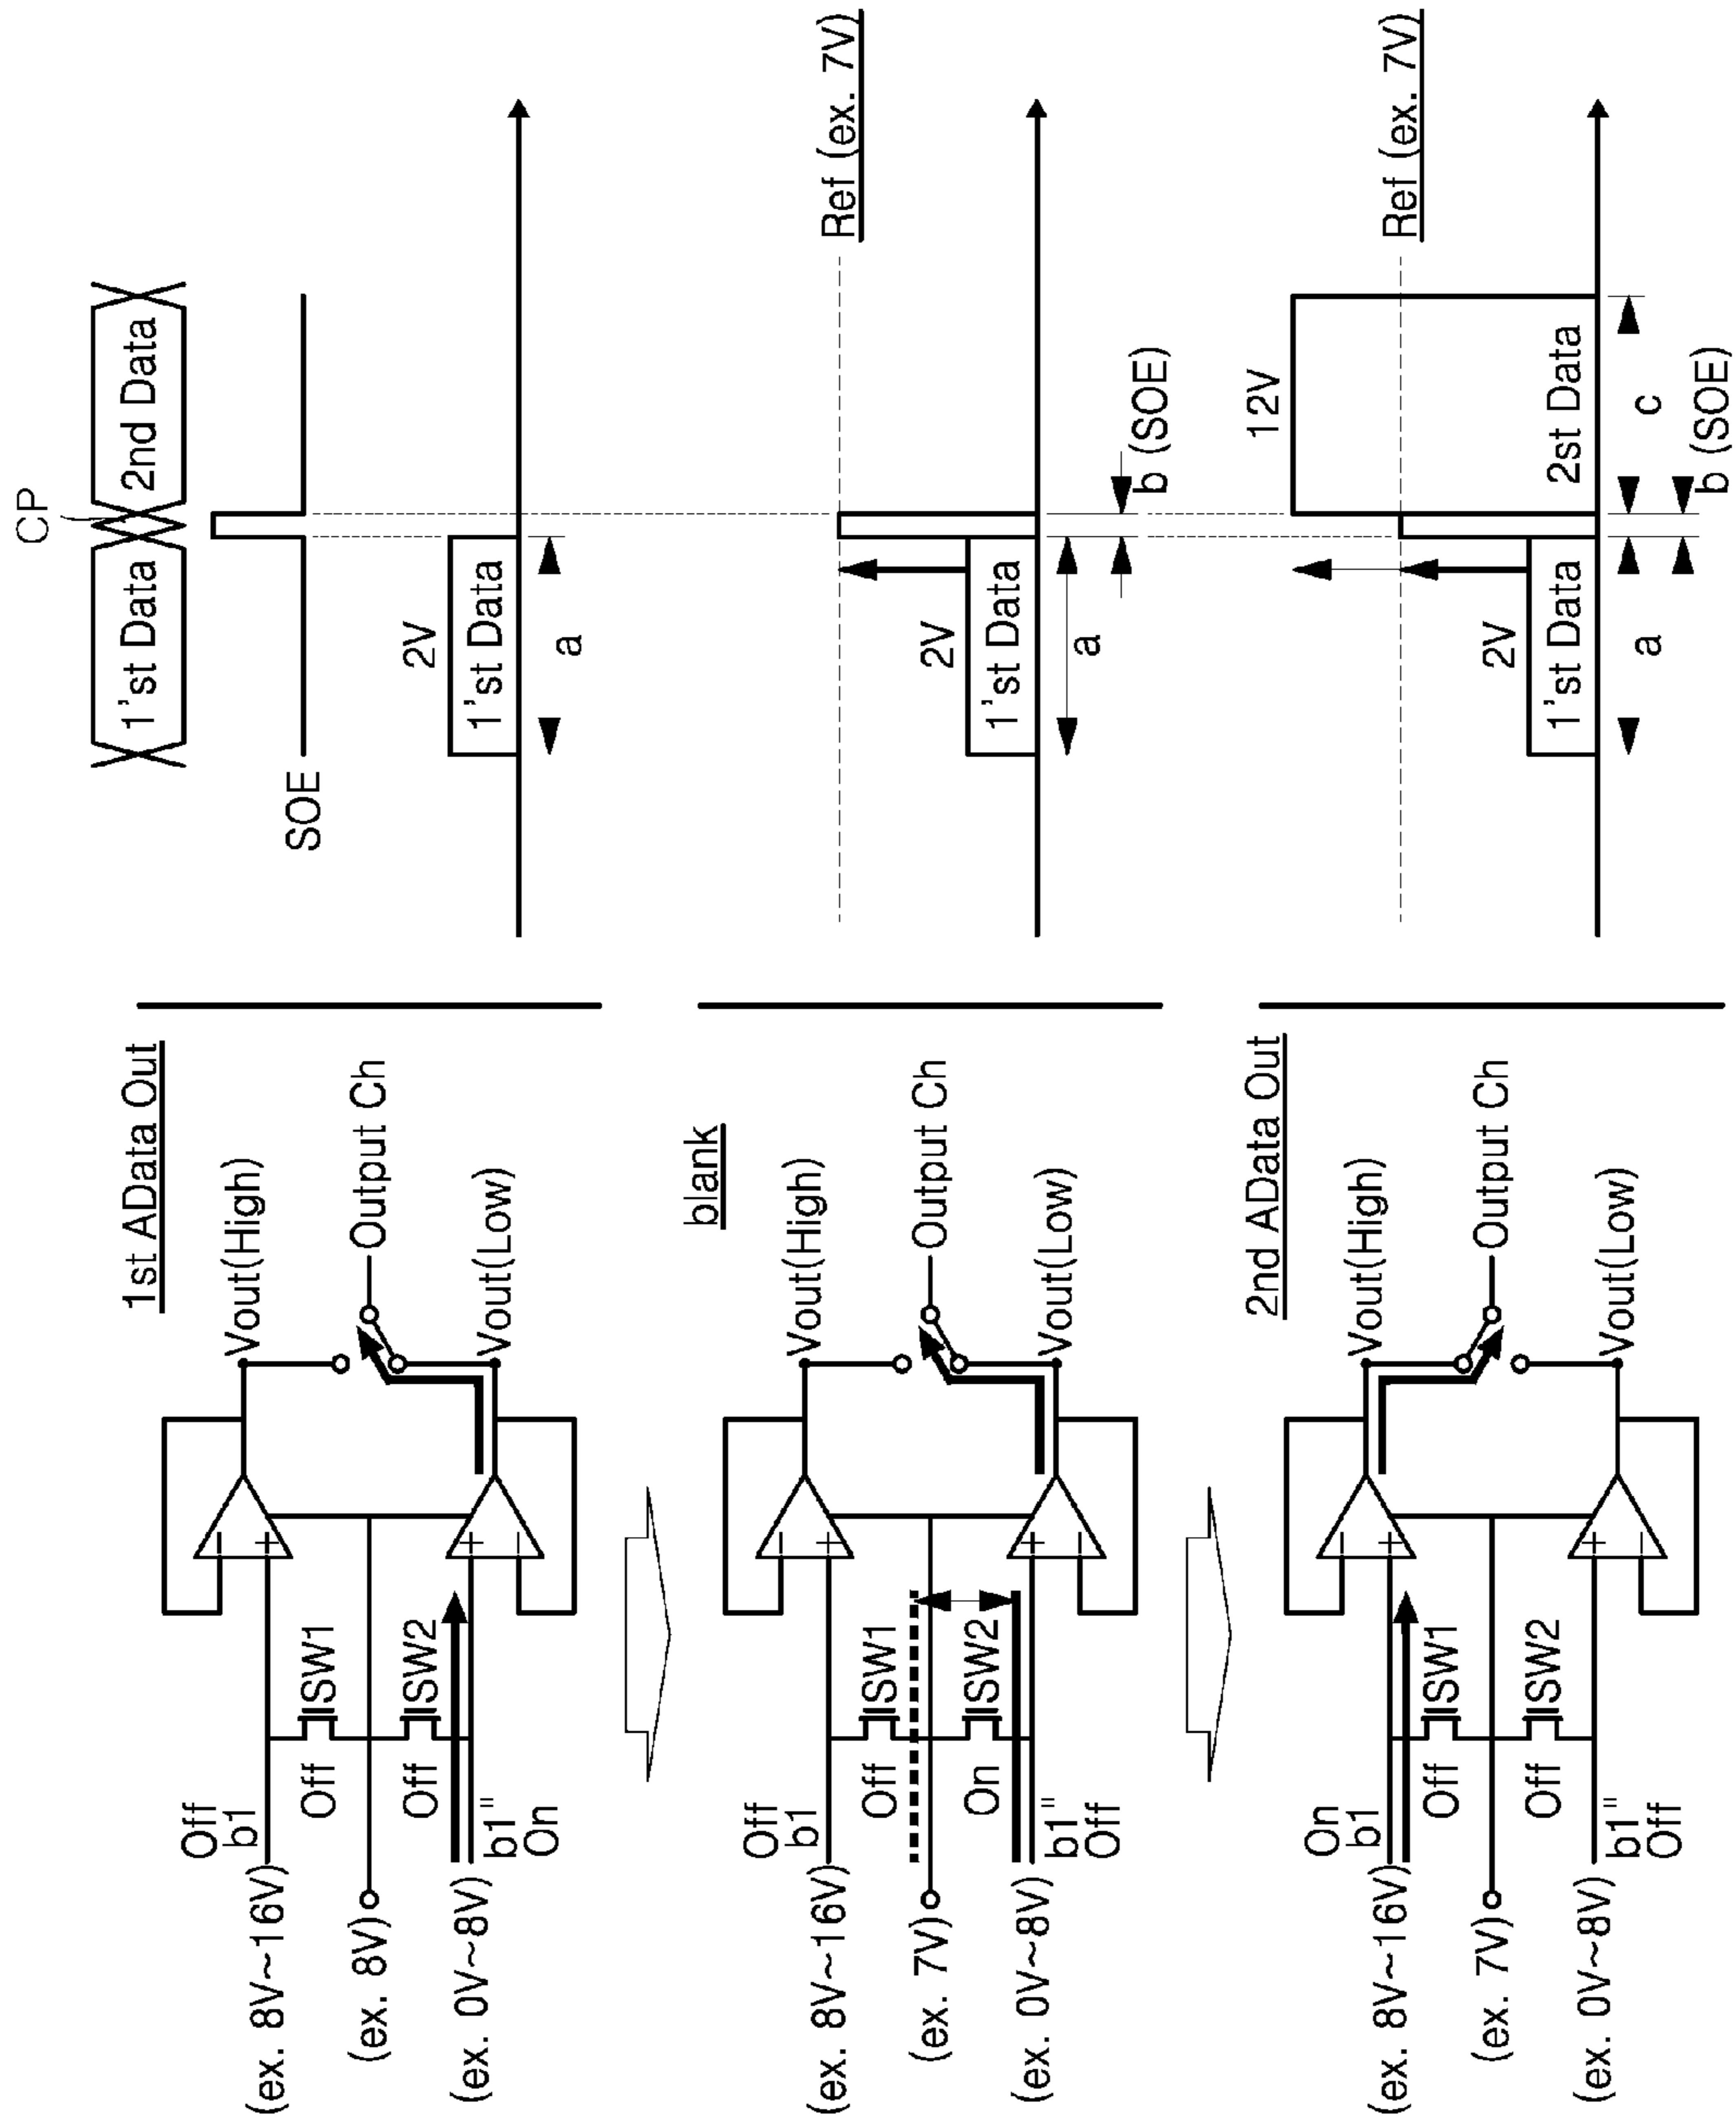 1st AData Out
Off
b1
(ex. 8V~16V)
Vout(High)
Off
SW1
(ex. 8V)
Output Ch
Off
SW2
(ex. 0V~8V)
b1"
On
Vout(Low)
CP
1'st Data
2nd Data
SOE
2V
1'st Data
a
blank
Off
b1
(ex. 8V~16V)
Vout(High)
Off
SW1
(ex. 7V)
Output Ch
On
SW2
(ex. 0V~8V)
b1"
Off
Vout(Low)
Ref (ex. 7V)
2V
1'st Data
a
b (SOE)
2nd AData Out
On
b1
(ex. 8V~16V)
Vout(High)
Off
SW1
(ex. 7V)
Output Ch
Off
SW2
(ex. 0V~8V)
b1"
Off
Vout(Low)
12V
Ref (ex. 7V)
2V
1'st Data
2st Data
a
c
b (SOE)